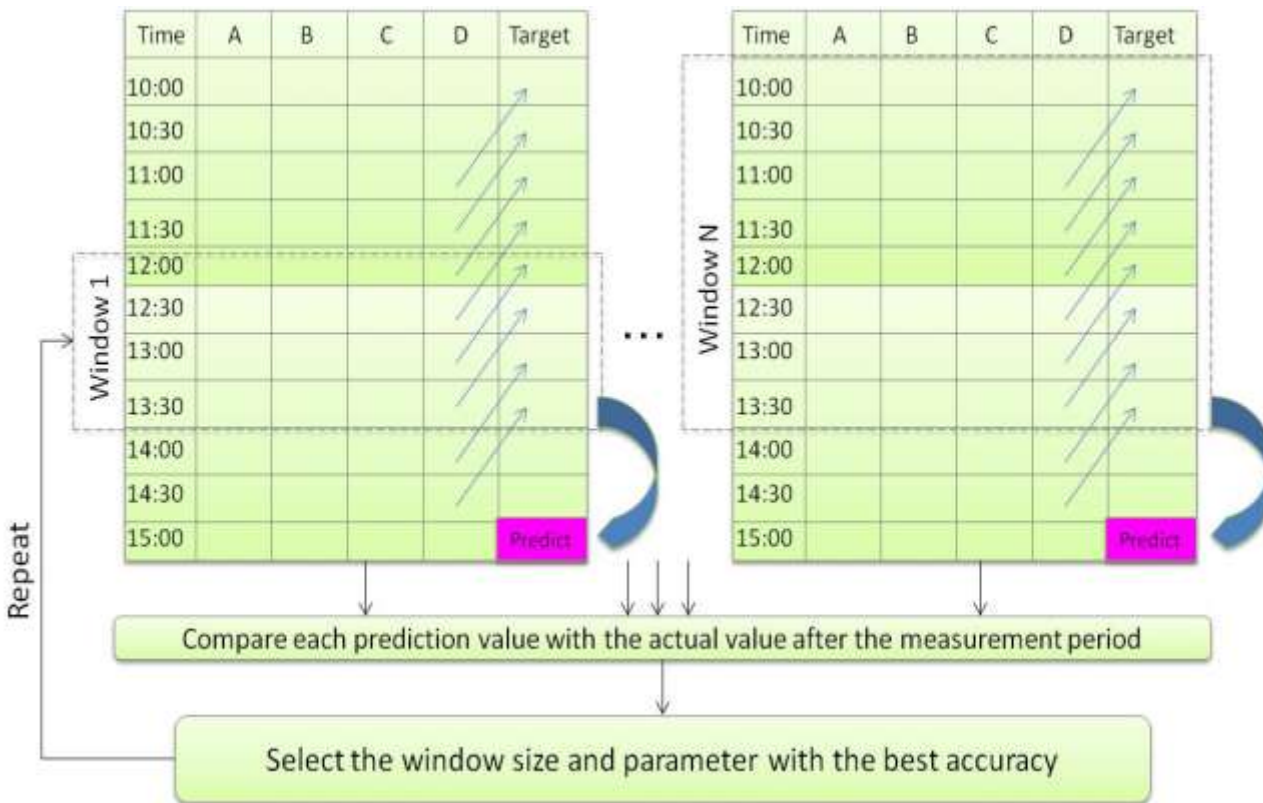 Time A B C D Target
10:00
10:30
11:00
11:30
12:00
12:30
13:00
13:30
14:00
14:30
15:00 Predict
Window 1
...
Time A B C D Target
10:00
10:30
11:00
11:30
12:00
12:30
13:00
13:30
14:00
14:30
15:00 Predict
Window N
Repeat
Compare each prediction value with the actual value after the measurement period
Select the window size and parameter with the best accuracy